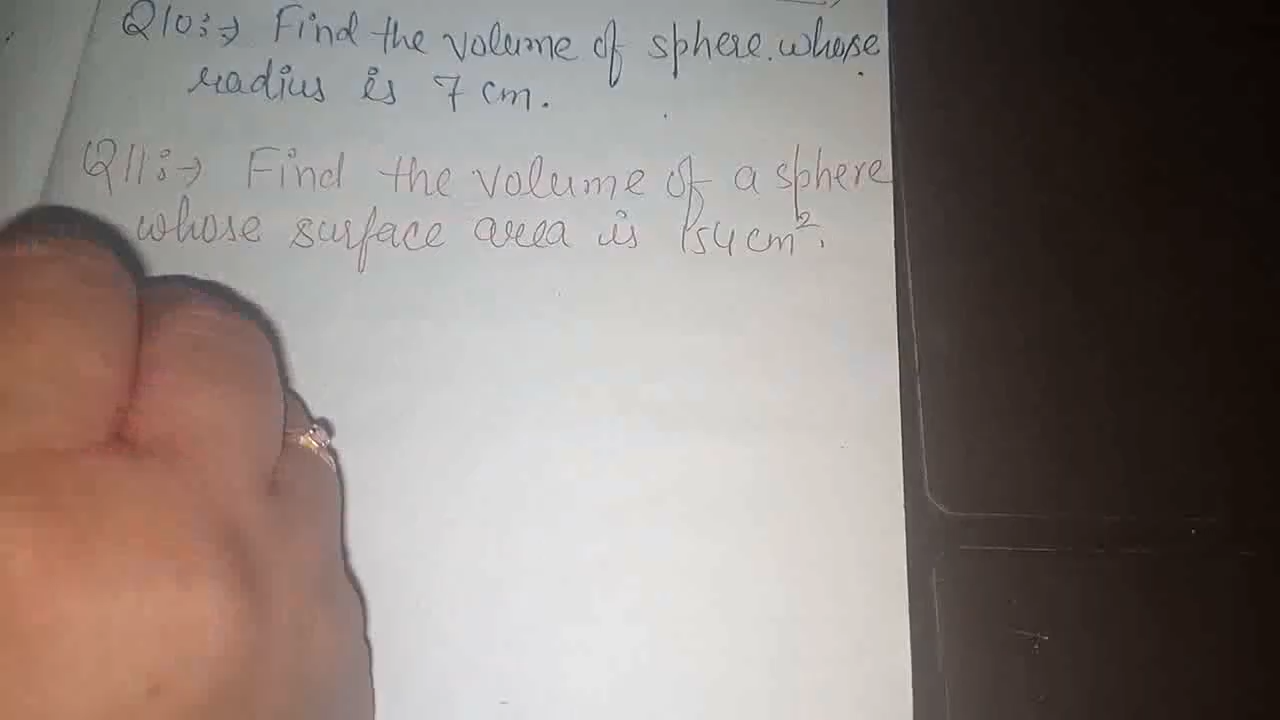 Q10:→ Find the volume of sphere whose
radius is 7 cm.
Q11:→ Find the volume of a sphere
whose surface area is 154 cm².